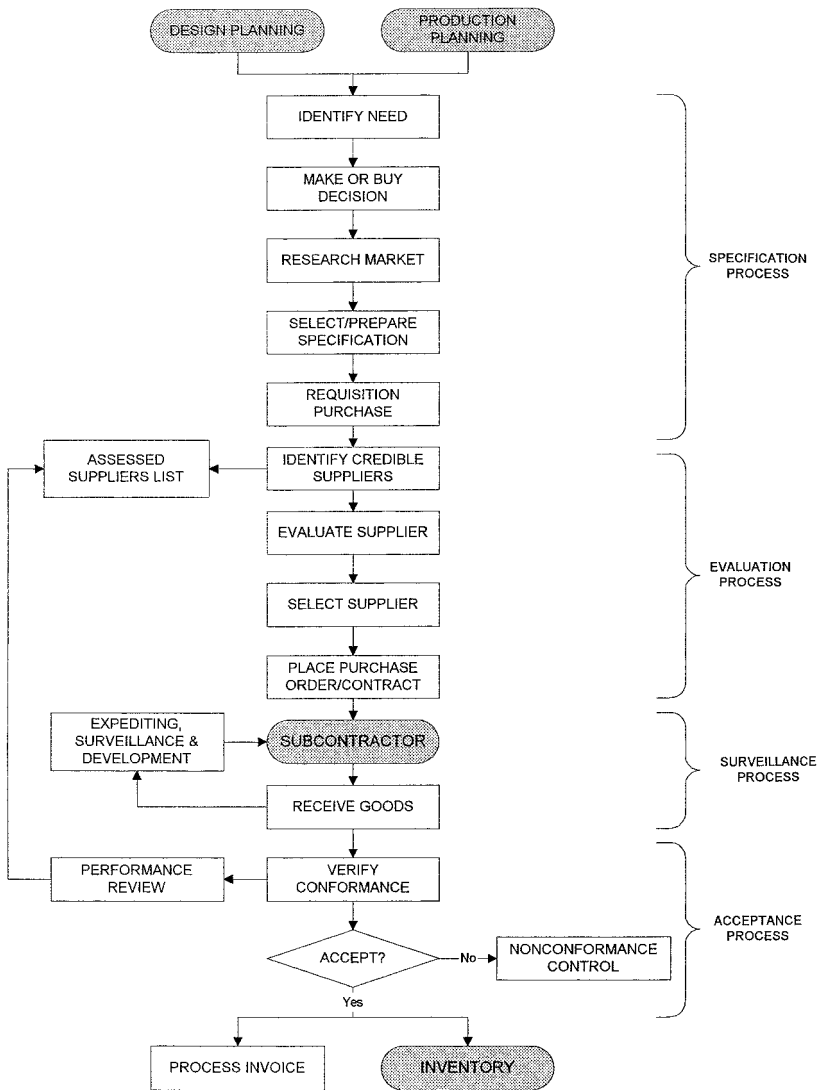 DESIGN PLANNING
PRODUCTION
PLANNING
IDENTIFY NEED
MAKE OR BUY
DECISION
RESEARCH MARKET
SPECIFICATION
PROCESS
SELECT/PREPARE
SPECIFICATION
REQUISITION
PURCHASE
ASSESSED
SUPPLIERS LIST
IDENTIFY CREDIBLE
SUPPLIERS
EVALUATE SUPPLIER
EVALUATION
PROCESS
SELECT SUPPLIER
PLACE PURCHASE
ORDER/CONTRACT
EXPEDITING,
SURVEILLANCE &
DEVELOPMENT
SUBCONTRACTOR
SURVEILLANCE
PROCESS
RECEIVE GOODS
PERFORMANCE
REVIEW
VERIFY
CONFORMANCE
ACCEPTANCE
PROCESS
ACCEPT?
No
NONCONFORMANCE
CONTROL
Yes
PROCESS INVOICE
INVENTORY